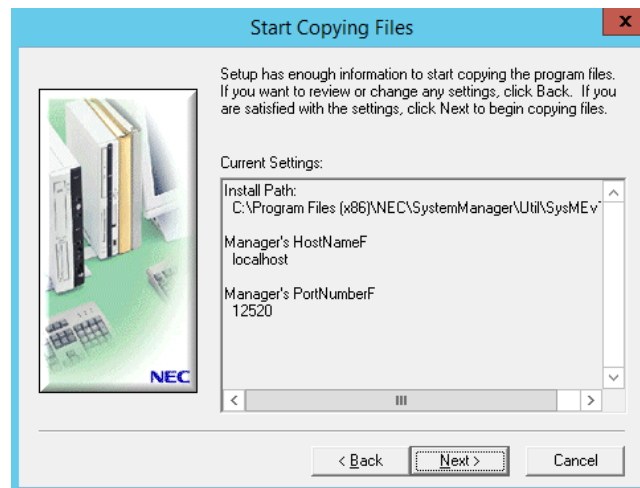 Start Copying Files
x
Setup has enough information to start copying the program files.
If you want to review or change any settings, click Back. If you
are satisfied with the settings, click Next to begin copying files.
Current Settings:
Install Path:
C:\Program Files (x86)\NEC\SystemManager\Util\SysMEv
Manager's HostNameF
localhost
Manager's PortNumberF
12520
NEC
< Back
Next >
Cancel